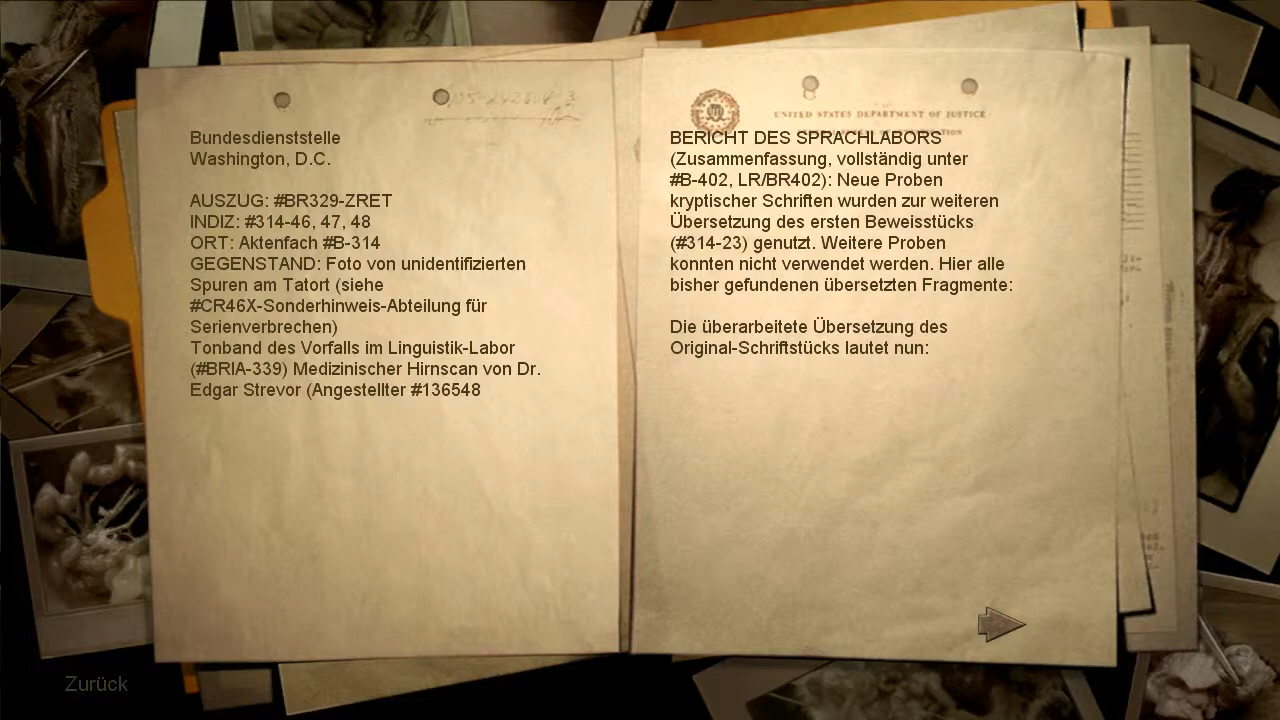 Bundesdienststelle
Washington, D.C.
AUSZUG: #BR329-ZRET
INDIZ: #314-46, 47, 48
ORT: Aktenfach #B-314
GEGENSTAND: Foto von unidentifizierten
Spuren am Tatort (siehe
#CR46X-Sonderhinweis-Abteilung für
Serienverbrechen)
Tonband des Vorfalls im Linguistik-Labor
(#BRIA-339) Medizinischer Hirnscan von Dr.
Edgar Strevor (Angestellter #136548
UNITED STATES DEPARTMENT OF JUSTICE
BERICHT DES SPRACHLABORS
(Zusammenfassung, vollständig unter
#B-402, LR/BR402): Neue Proben
kryptischer Schriften wurden zur weiteren
Übersetzung des ersten Beweisstücks
(#314-23) genutzt. Weitere Proben
konnten nicht verwendet werden. Hier alle
bisher gefundenen übersetzten Fragmente:
Die überarbeitete Übersetzung des
Original-Schriftstücks lautet nun:
Zurück